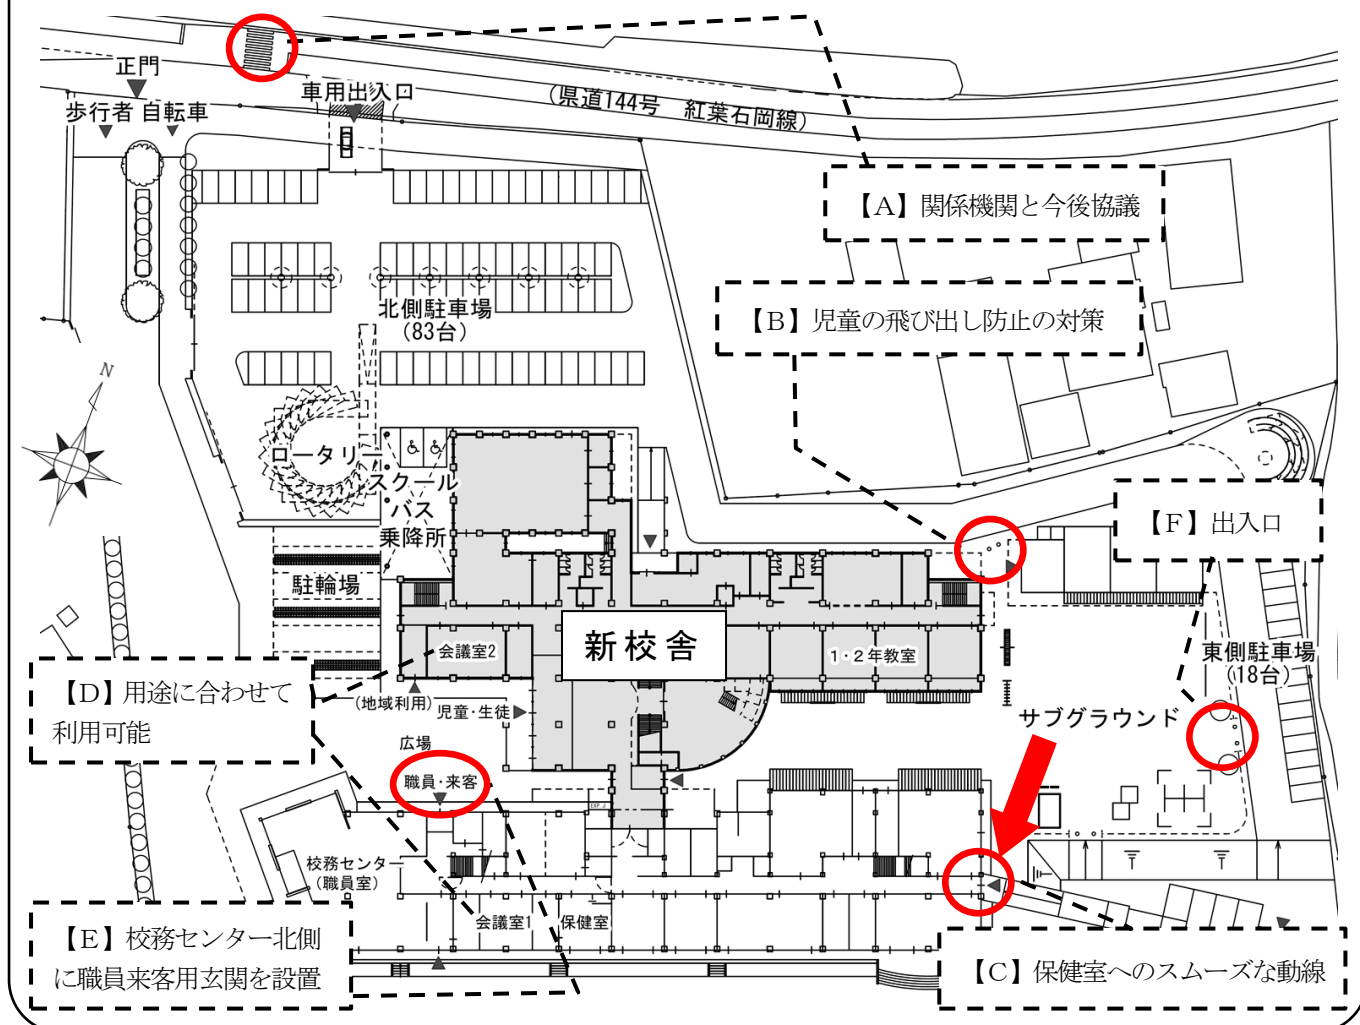 正門
歩行者 自転車
車用出入口
(県道144号 紅葉石岡線)
【A】関係機関と今後協議
【B】児童の飛び出し防止の対策
北側駐車場
(83台)
N
ロータリー
スクール
バス
乗降所
【F】出入口
駐輪場
新校舎
会議室2
1・2年教室
東側駐車場
(18台)
【D】用途に合わせて
利用可能
(地域利用)
児童・生徒
サブグラウンド
広場
職員・来客
EXP.J
校務センター
(職員室)
会議室1
保健室
【E】校務センター北側
に職員来客用玄関を設置
【C】保健室へのスムーズな動線